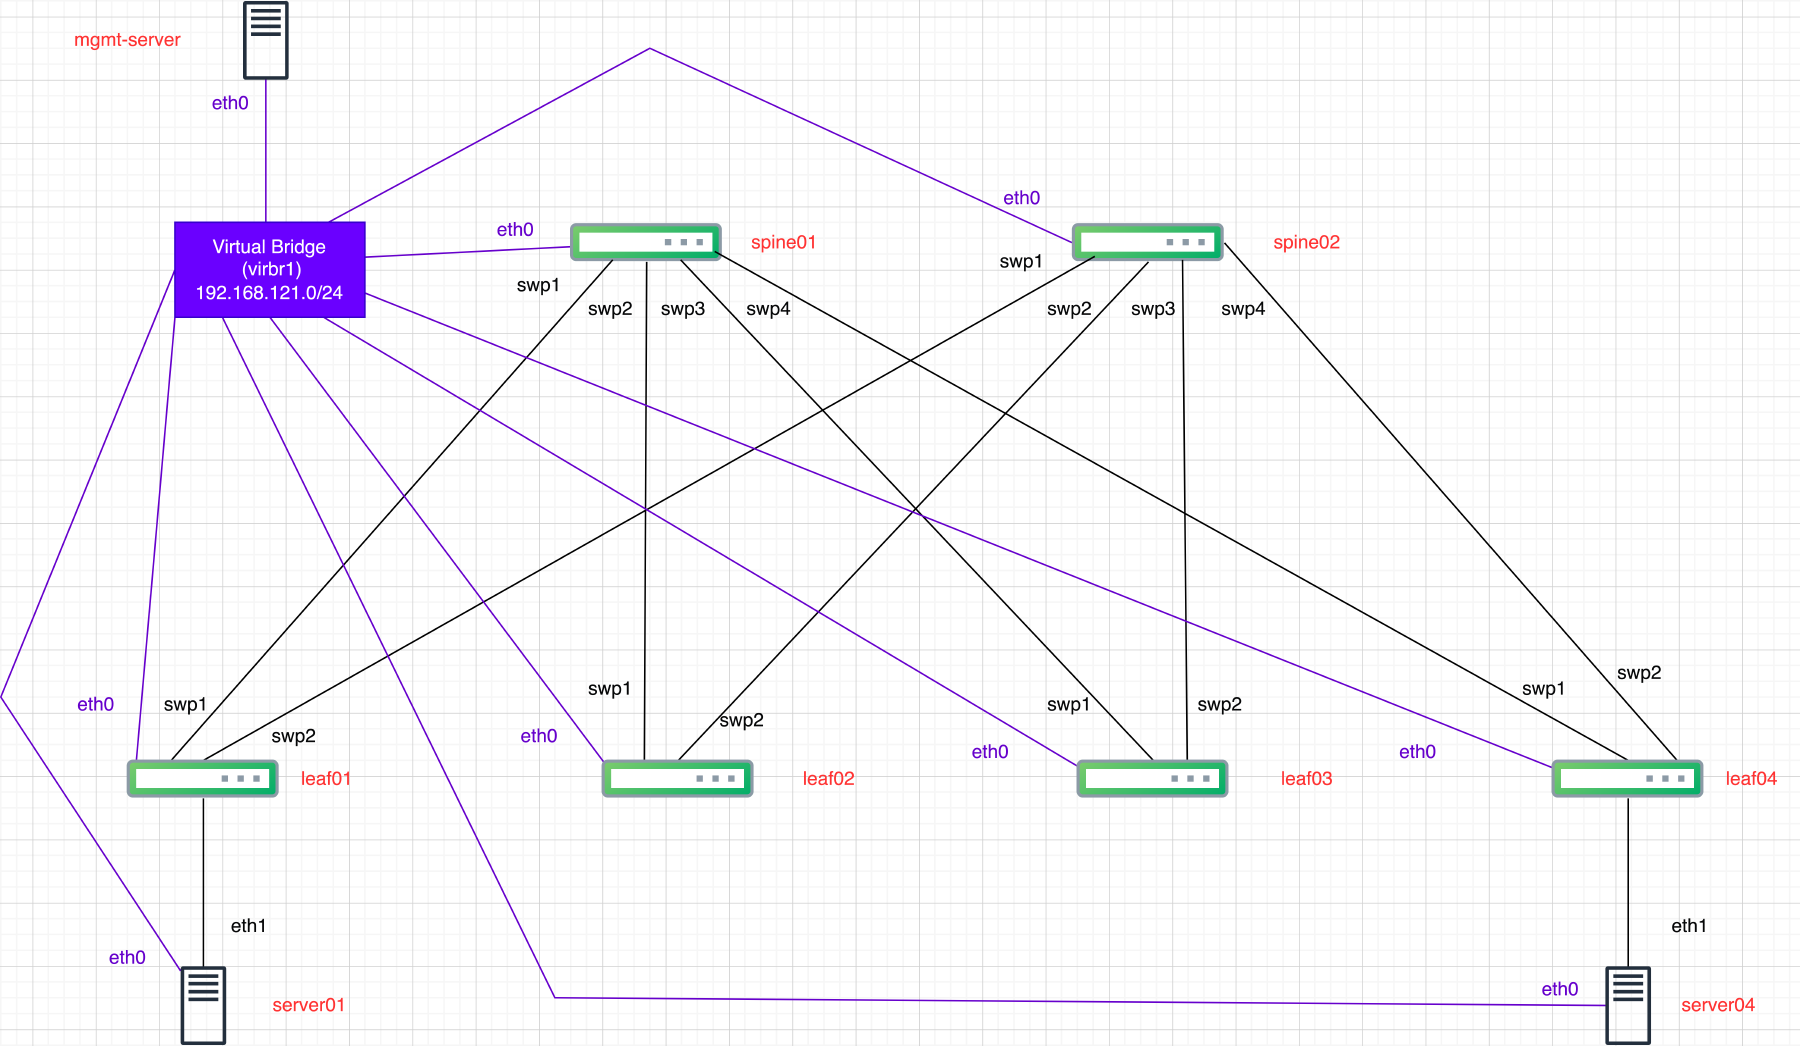 mgmt-server
eth0
Virtual Bridge
(virbr1)
192.168.121.0/24
eth0
spine01
eth0
spine02
swp1
swp2
swp3
swp4
swp1
swp2
swp3
swp4
eth0
swp1
swp2
leaf01
eth0
swp1
swp2
leaf02
eth0
swp1
swp2
leaf03
eth0
swp1
swp2
leaf04
eth1
eth0
server01
eth1
eth0
server04